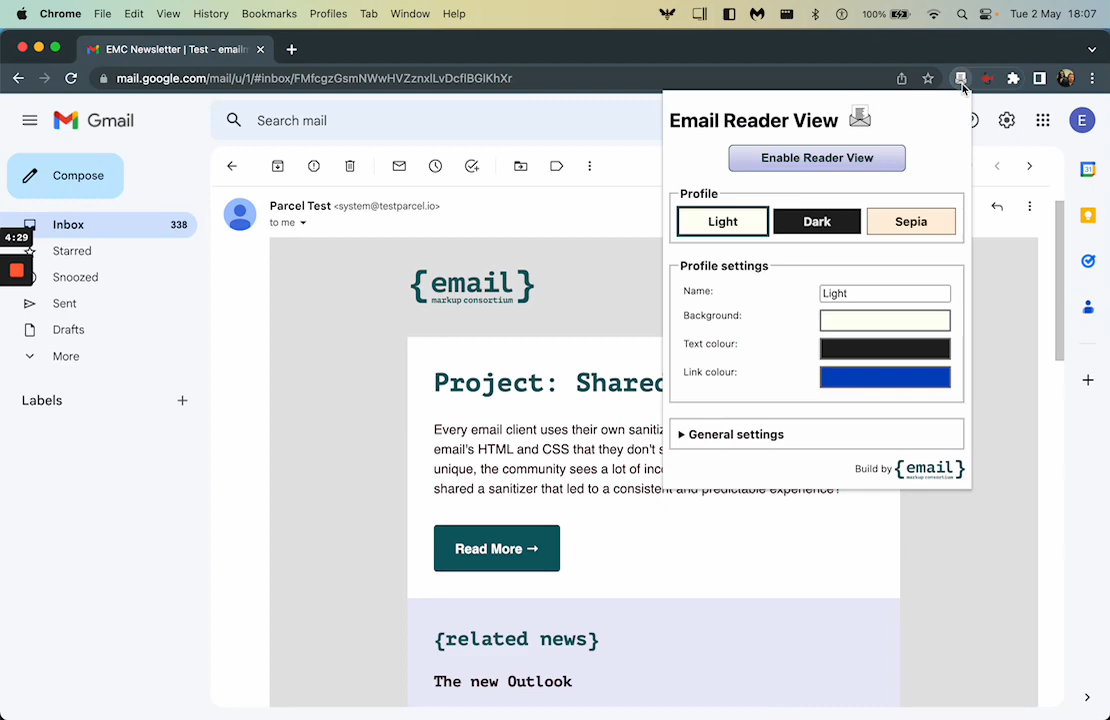 Chrome File Edit View History Bookmarks Profiles Tab Window Help 100% Tue 2 May 18:07
EMC Newsletter | Test - email
mail.google.com/mail/u/1/#inbox/FMfcgzGsmNWwHVZznxlLvDcflBGlKhXr
Gmail
Search mail
E
Compose
Inbox 338
4:29
Starred
Snoozed
Sent
Drafts
More
Labels
Parcel Test <system@testparcel.io>
to me
{email}
markup consortium
Project: Shared
Every email client uses their own saniti
email's HTML and CSS that they don't s
unique, the community sees a lot of inc
shared a sanitizer that led to a consistent and predictable experience?
Read More →
{related news}
The new Outlook
Email Reader View
Enable Reader View
Profile
Light Dark Sepia
Profile settings
Name: Light
Background:
Text colour:
Link colour:
General settings
Build by {email}
markup consortium
31